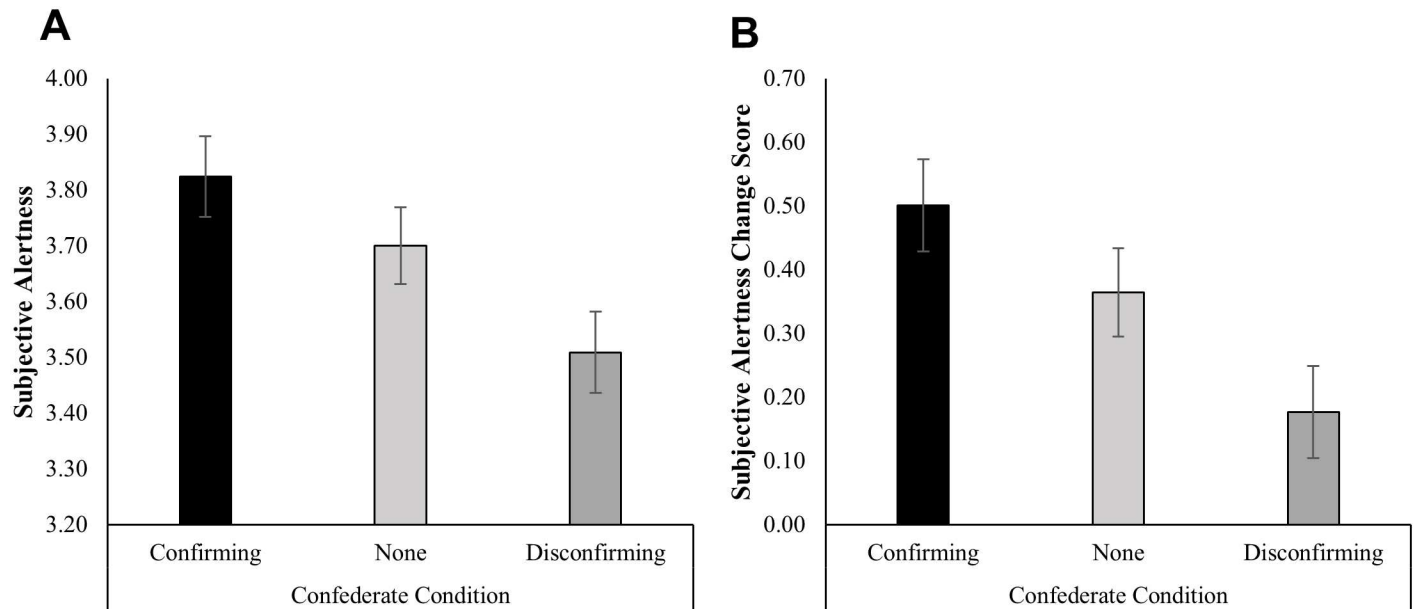 A
Subjective Alertness
4.00
3.90
3.80
3.70
3.60
3.50
3.40
3.30
3.20
Confirming None Disconfirming
Confederate Condition
B
Subjective Alertness Change Score
0.70
0.60
0.50
0.40
0.30
0.20
0.10
0.00
Confirming None Disconfirming
Confederate Condition